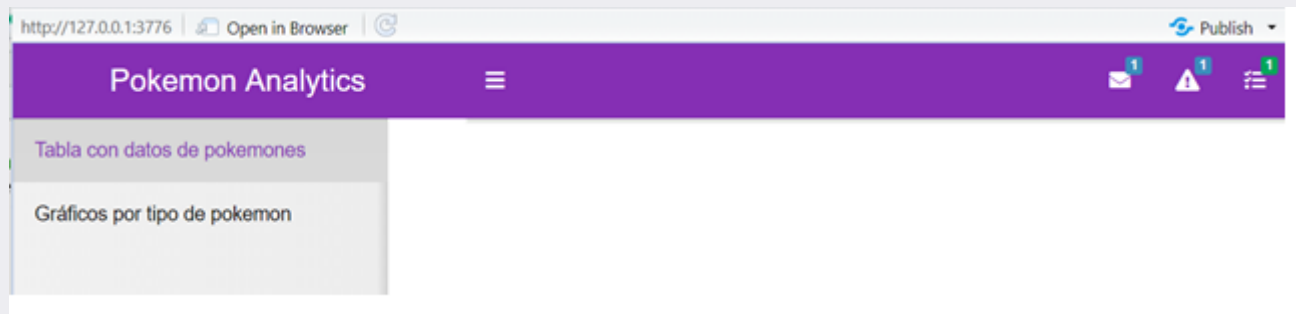 http://127.0.0.1:3776 Open in Browser Publish
Pokemon Analytics 1 1 1
Tabla con datos de pokemones
Gráficos por tipo de pokemon